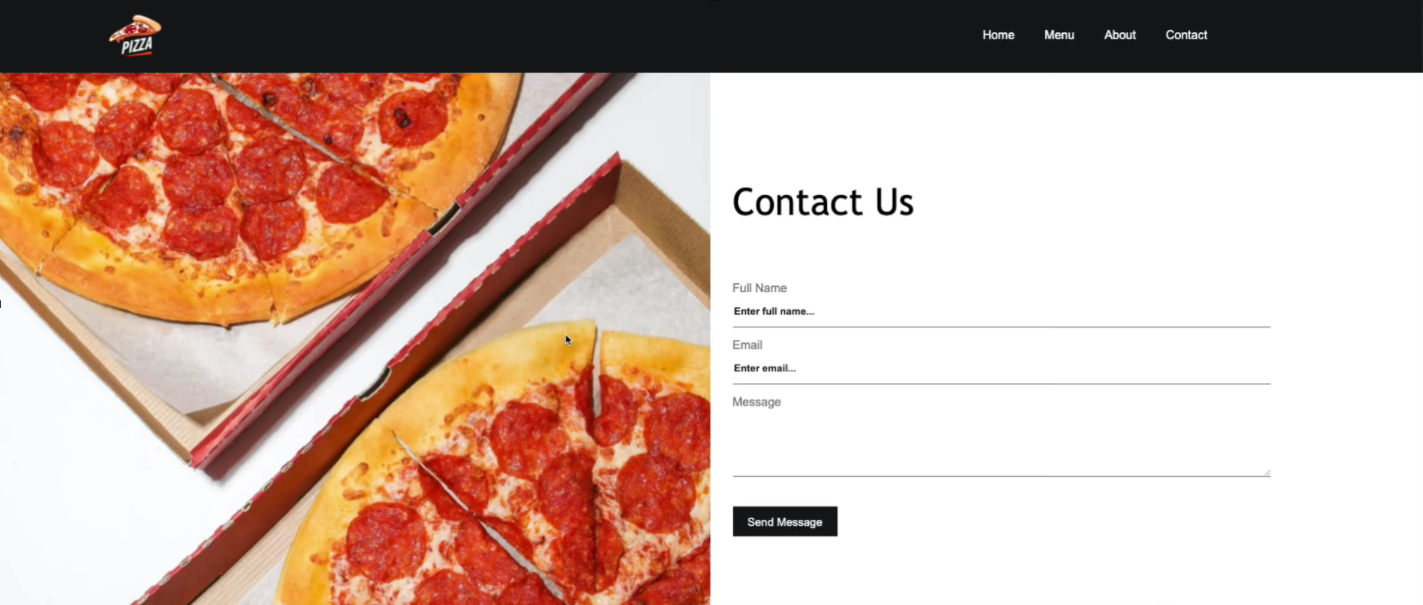 PIZZA
Home Menu About Contact
Contact Us
Full Name
Enter full name...
Email
Enter email...
Message
Send Message